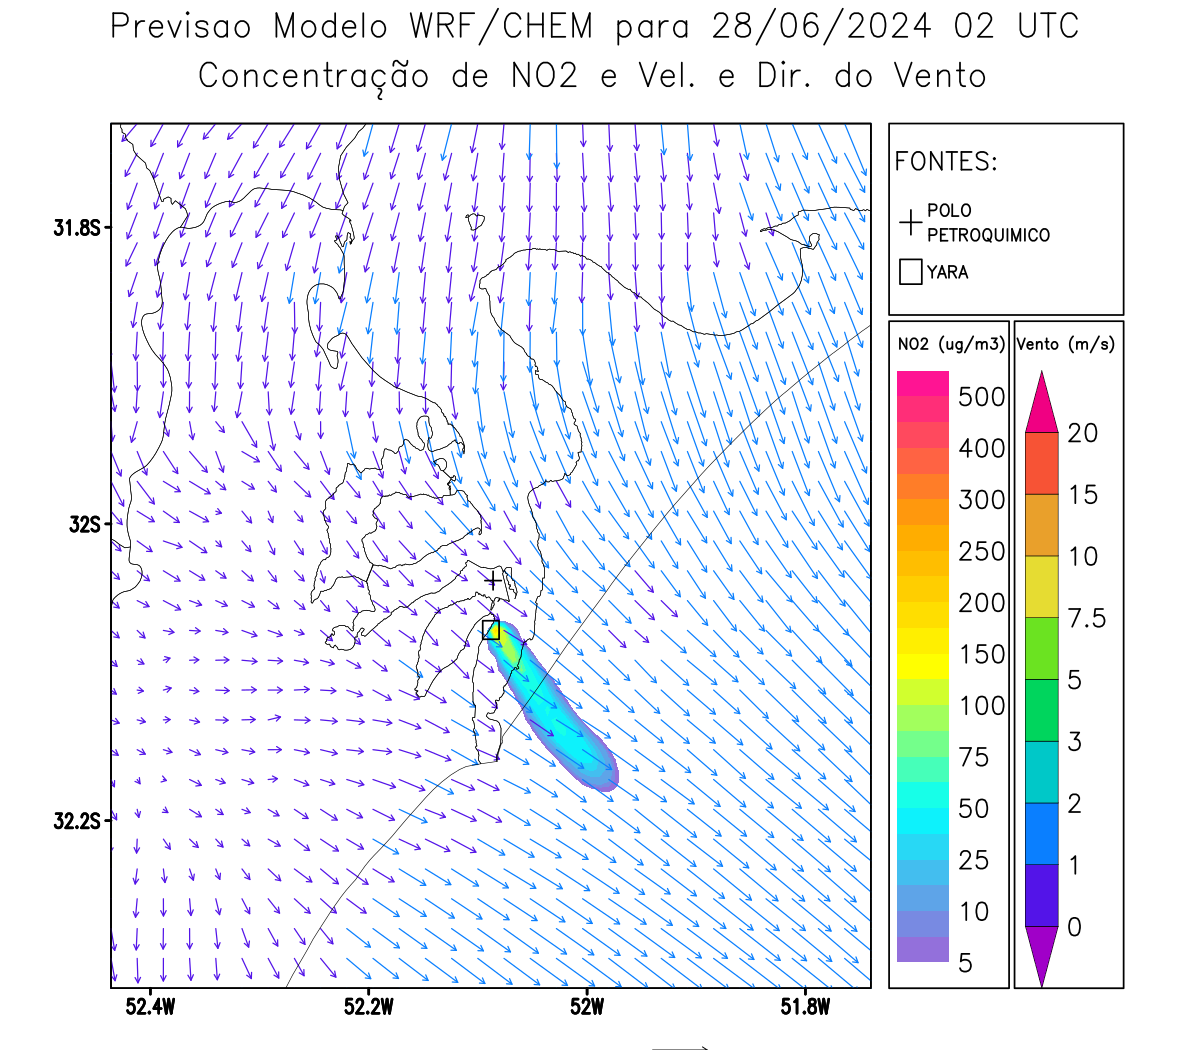 Previsao Modelo WRF/CHEM para 28/06/2024 02 UTC
Concentração de NO2 e Vel. e Dir. do Vento
FONTES:
POLO
PETROQUIMICO
YARA
NO2 (ug/m3)
500
400
300
250
200
150
100
75
50
25
10
5
Vento (m/s)
20
15
10
7.5
5
3
2
1
0
31.8S
32S
32.2S
52.4W
52.2W
52W
51.8W